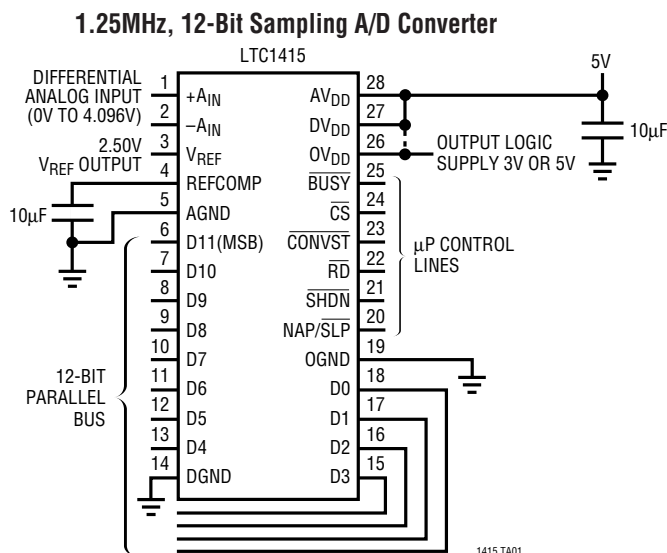 1.25MHz, 12-Bit Sampling A/D Converter
LTC1415
DIFFERENTIAL
ANALOG INPUT
(0V TO 4.096V)
2.50V
VREF OUTPUT
10µF
12-BIT
PARALLEL
BUS
1 +AIN
2 −AIN
3 VREF
4 REFCOMP
5 AGND
6 D11(MSB)
7 D10
8 D9
9 D8
10 D7
11 D6
12 D5
13 D4
14 DGND
AVDD 28
DVDD 27
OVDD 26
BUSY 25
CS 24
CONVST 23
RD 22
SHDN 21
NAP/SLP 20
OGND 19
D0 18
D1 17
D2 16
D3 15
5V
10µF
OUTPUT LOGIC
SUPPLY 3V OR 5V
µP CONTROL
LINES
1415 TA01